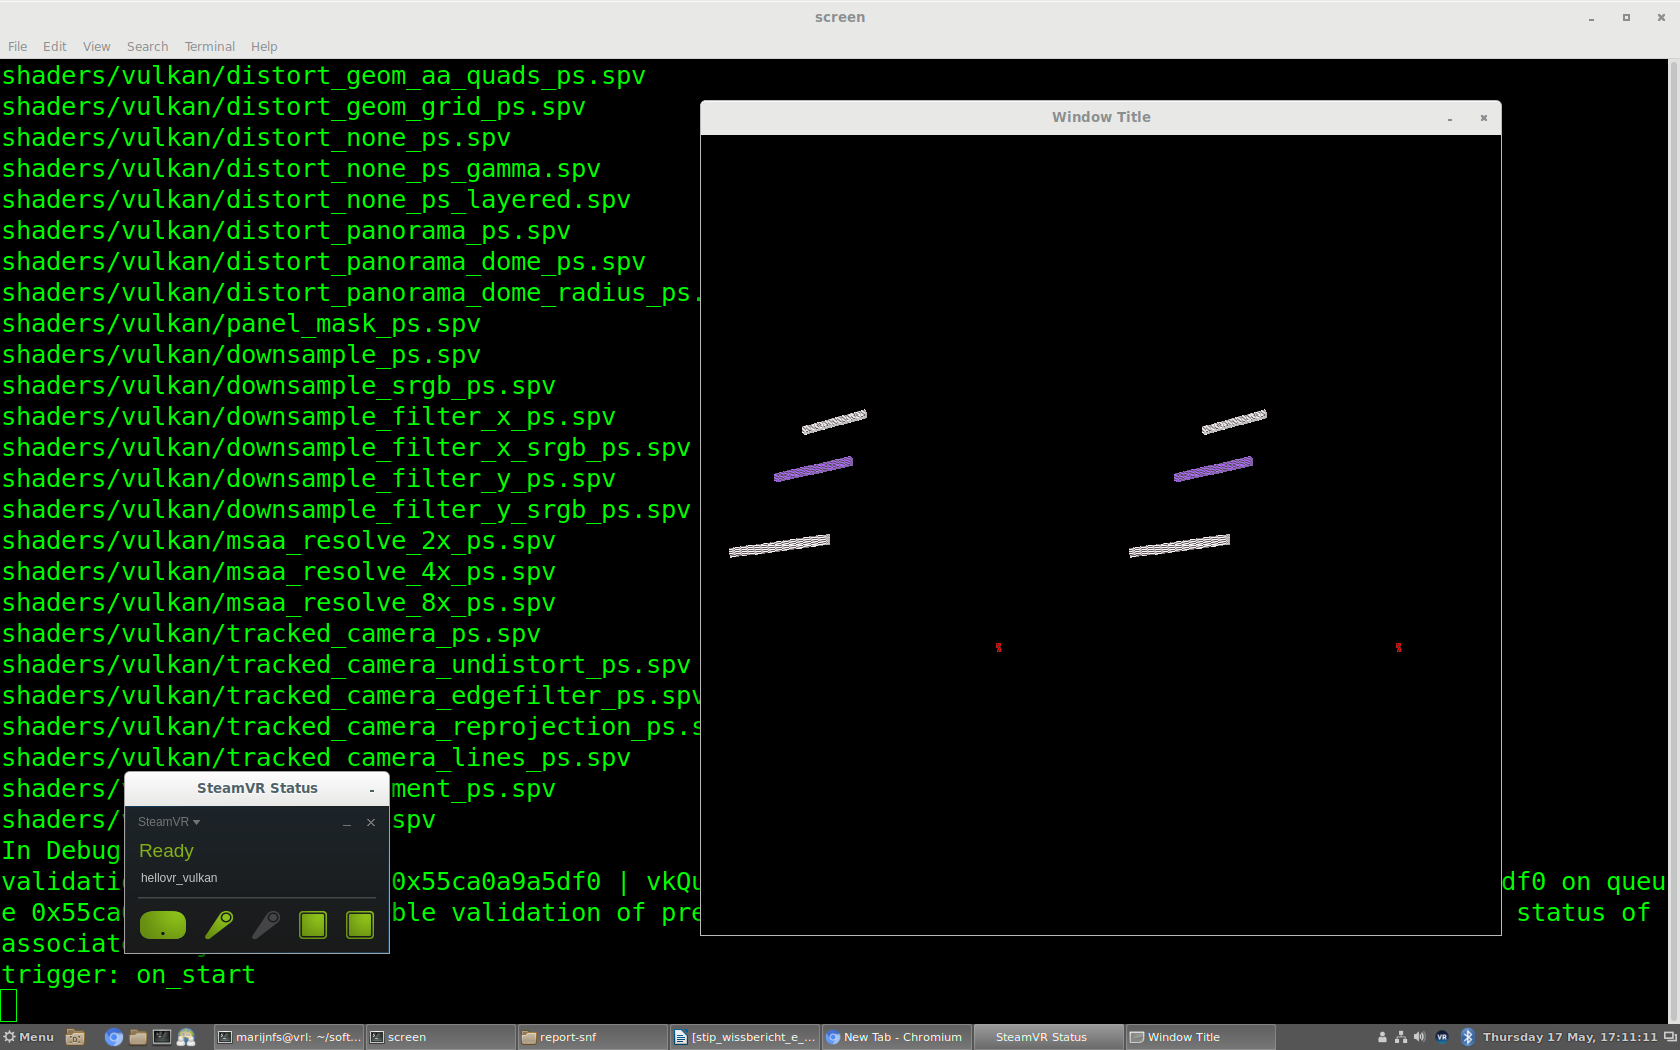 screen
File Edit View Search Terminal Help
shaders/vulkan/distort_geom_aa_quads_ps.spv
shaders/vulkan/distort_geom_grid_ps.spv
shaders/vulkan/distort_none_ps.spv
shaders/vulkan/distort_none_ps_gamma.spv
shaders/vulkan/distort_none_ps_layered.spv
shaders/vulkan/distort_panorama_ps.spv
shaders/vulkan/distort_panorama_dome_ps.spv
shaders/vulkan/distort_panorama_dome_radius_ps.
shaders/vulkan/panel_mask_ps.spv
shaders/vulkan/downsample_ps.spv
shaders/vulkan/downsample_srgb_ps.spv
shaders/vulkan/downsample_filter_x_ps.spv
shaders/vulkan/downsample_filter_x_srgb_ps.spv
shaders/vulkan/downsample_filter_y_ps.spv
shaders/vulkan/downsample_filter_y_srgb_ps.spv
shaders/vulkan/msaa_resolve_2x_ps.spv
shaders/vulkan/msaa_resolve_4x_ps.spv
shaders/vulkan/msaa_resolve_8x_ps.spv
shaders/vulkan/tracked_camera_ps.spv
shaders/vulkan/tracked_camera_undistort_ps.spv
shaders/vulkan/tracked_camera_edgefilter_ps.spv
shaders/vulkan/tracked_camera_reprojection_ps.s
shaders/vulkan/tracked_camera_lines_ps.spv
shaders/ ment_ps.spv
shaders/ spv
In Debug
validati 0x55ca0a9a5df0 | vkQu df0 on queu
e 0x55ca ble validation of pre status of
associat
trigger: on_start
Window Title
SteamVR Status
SteamVR
Ready
hellovr_vulkan
Menu marijnfs@vrl: ~/soft... screen report-snf [stip_wissbericht_e_... New Tab - Chromium SteamVR Status Window Title VR Thursday 17 May, 17:11:11